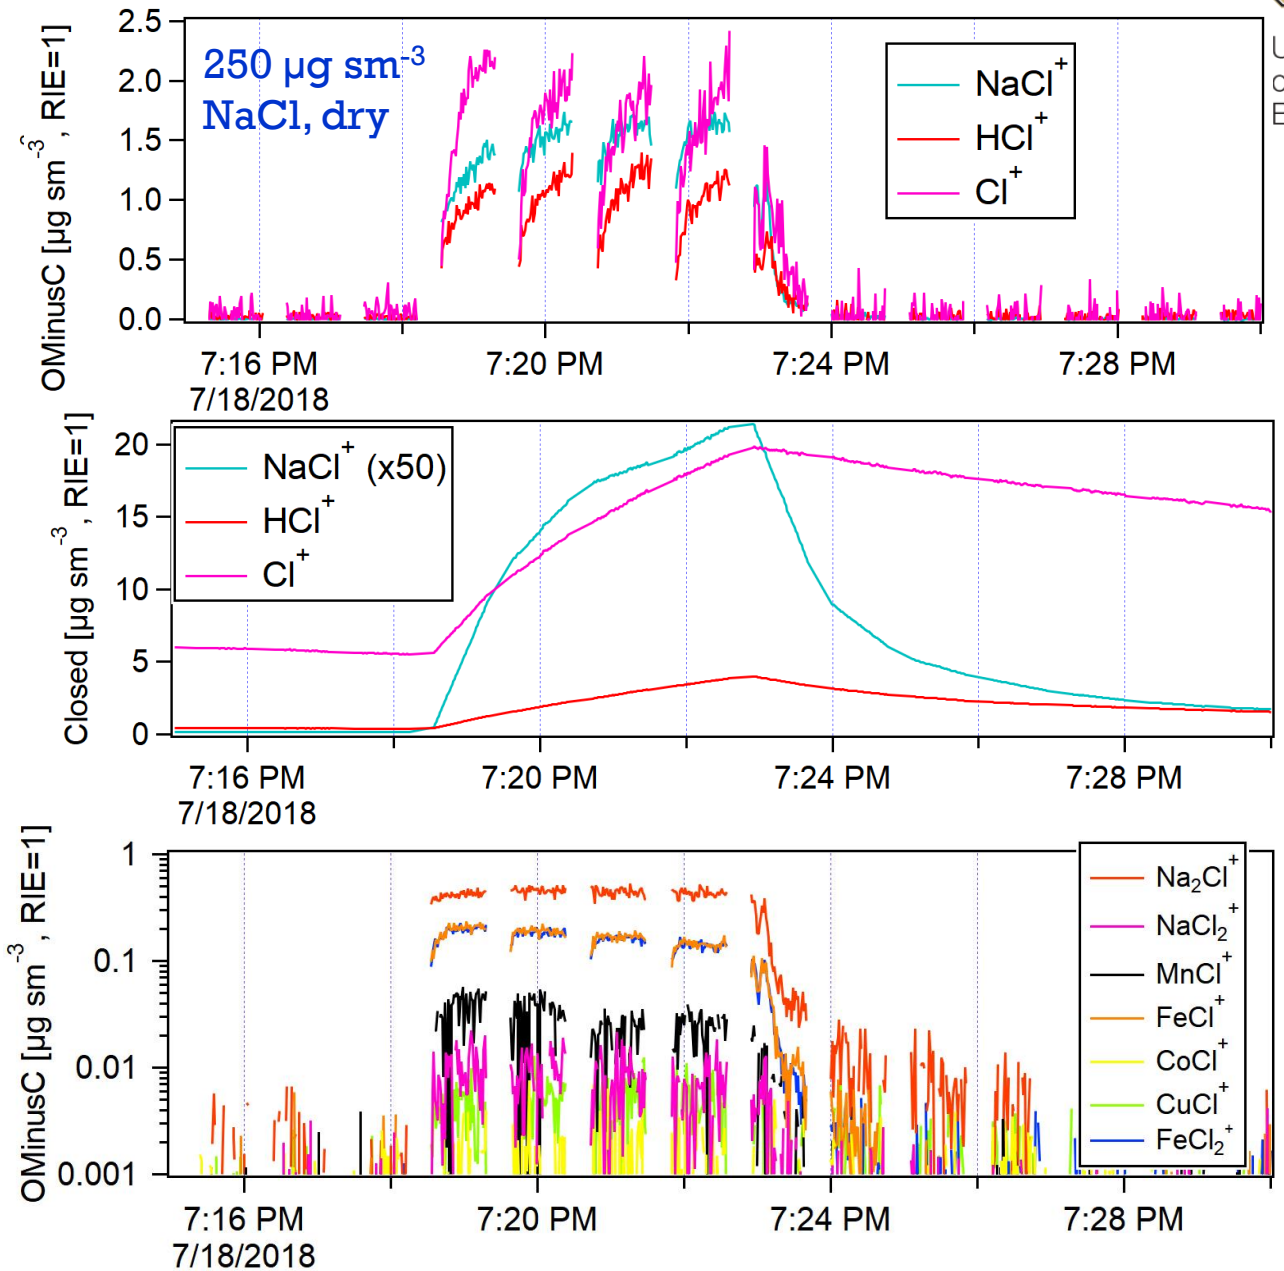 250 µg sm⁻³
NaCl, dry
OMinusC [µg sm⁻³, RIE=1]
2.5
2.0
1.5
1.0
0.5
0.0
NaCl⁺
HCl⁺
Cl⁺
U
c
E
7:16 PM 7:20 PM 7:24 PM 7:28 PM
7/18/2018
Closed [µg sm⁻³, RIE=1]
20
15
10
5
0
NaCl⁺ (x50)
HCl⁺
Cl⁺
7:16 PM 7:20 PM 7:24 PM 7:28 PM
7/18/2018
OMinusC [µg sm⁻³, RIE=1]
1
0.1
0.01
0.001
Na₂Cl⁺
NaCl₂⁺
MnCl⁺
FeCl⁺
CoCl⁺
CuCl⁺
FeCl₂⁺
7:16 PM 7:20 PM 7:24 PM 7:28 PM
7/18/2018